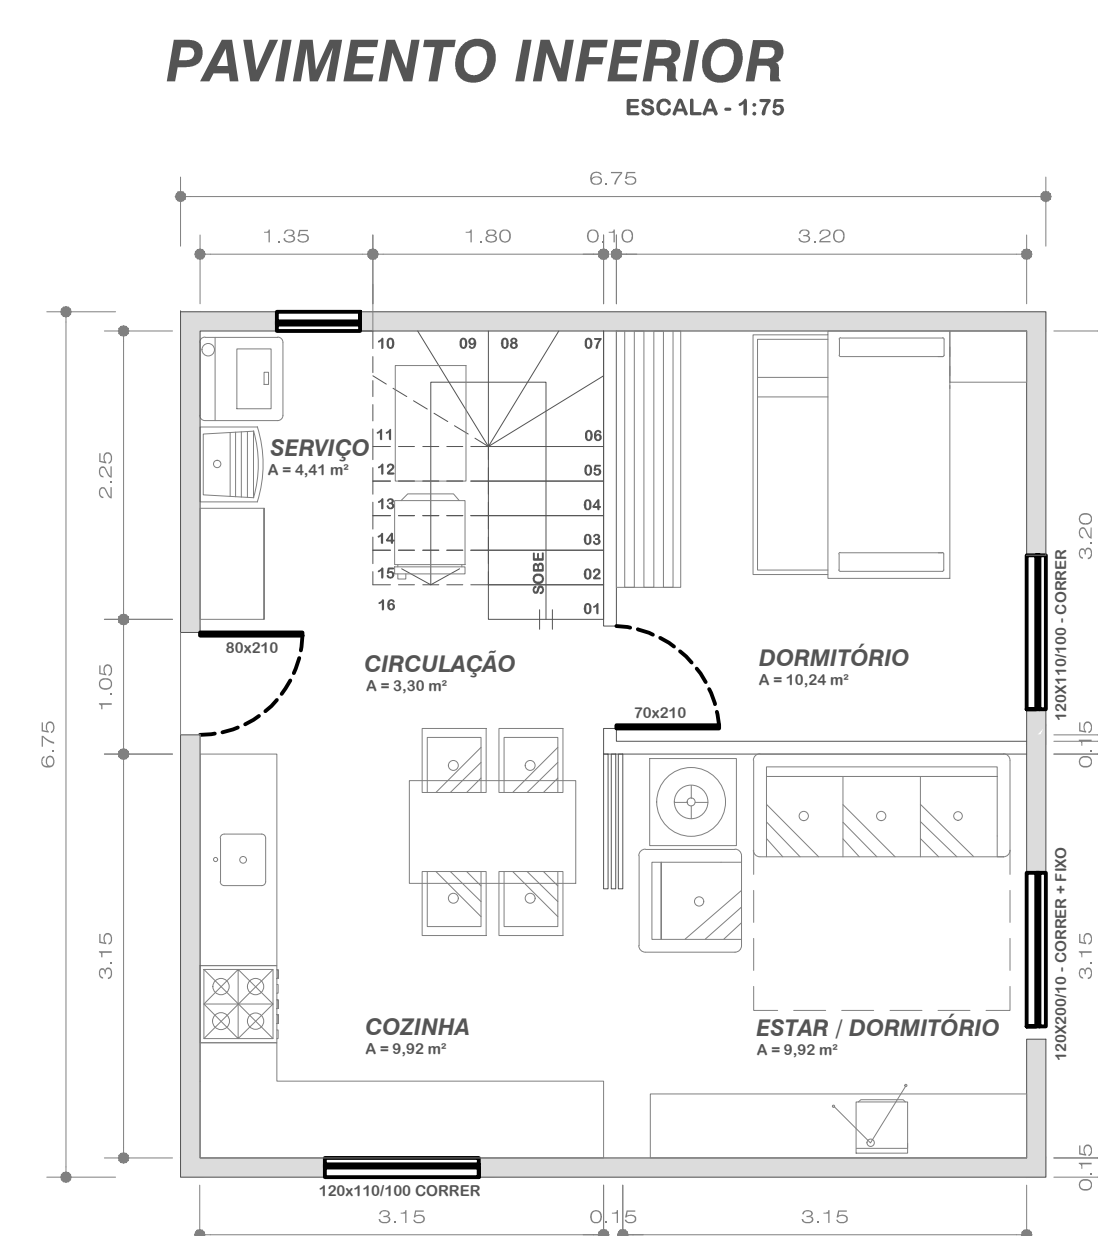 PAVIMENTO INFERIOR
ESCALA - 1:75
6.75
1.35
1.80
0.10
3.20
10
09
08
07
11
06
SERVIÇO
A = 4,41 m²
12
05
2.25
13
04
14
03
3.20
SOBE
15
02
16
01
120X110/100 - CORRER
80x210
CIRCULAÇÃO
A = 3,30 m²
DORMITÓRIO
A = 10,24 m²
1.05
70x210
6.75
0.15
3.15
120X200/10 - CORRER + FIXO
3.15
COZINHA
A = 9,92 m²
ESTAR / DORMITÓRIO
A = 9,92 m²
0.15
120x110/100 CORRER
3.15
0.15
3.15